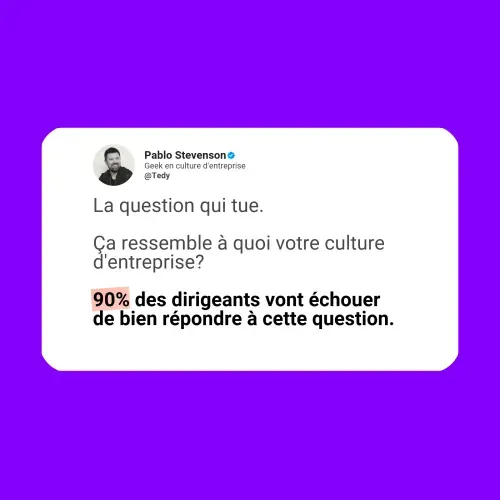 Pablo Stevenson
Geek en culture d'entreprise
@Tedy
La question qui tue.
Ça ressemble à quoi votre culture
d'entreprise?
90% des dirigeants vont échouer
de bien répondre à cette question.